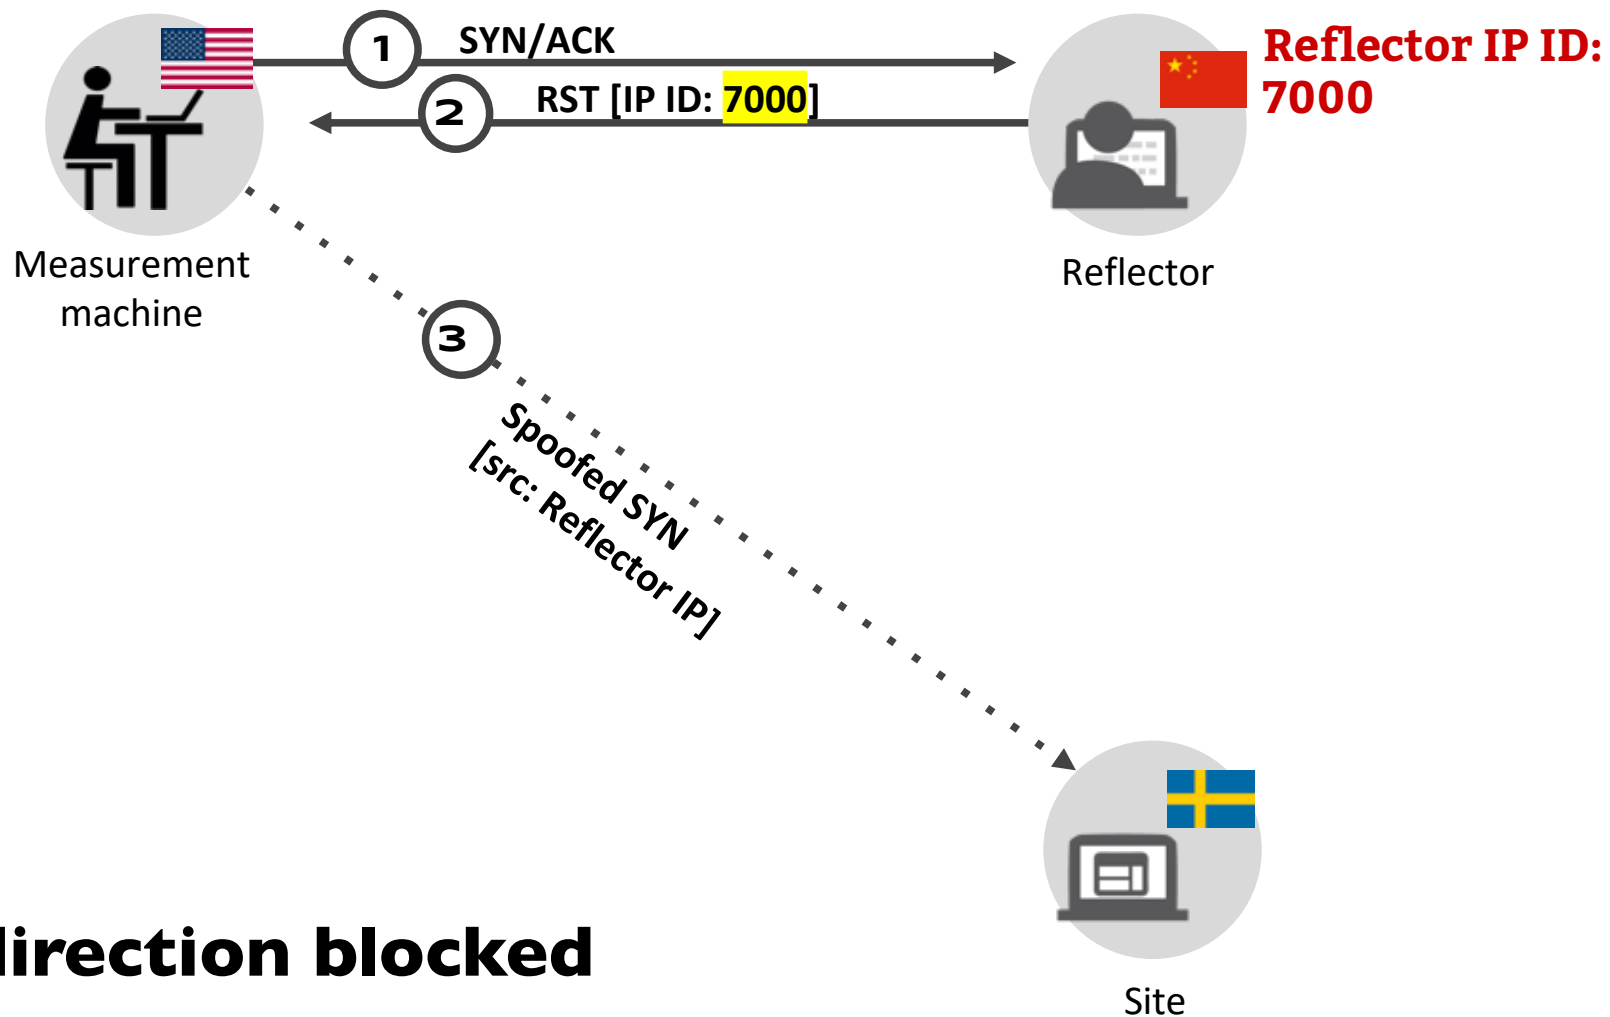 1
SYN/ACK
Reflector IP ID:
7000
2
RST [IP ID: 7000]
Measurement
machine
Reflector
3
Spoofed SYN
[src: Reflector IP]
direction blocked
Site